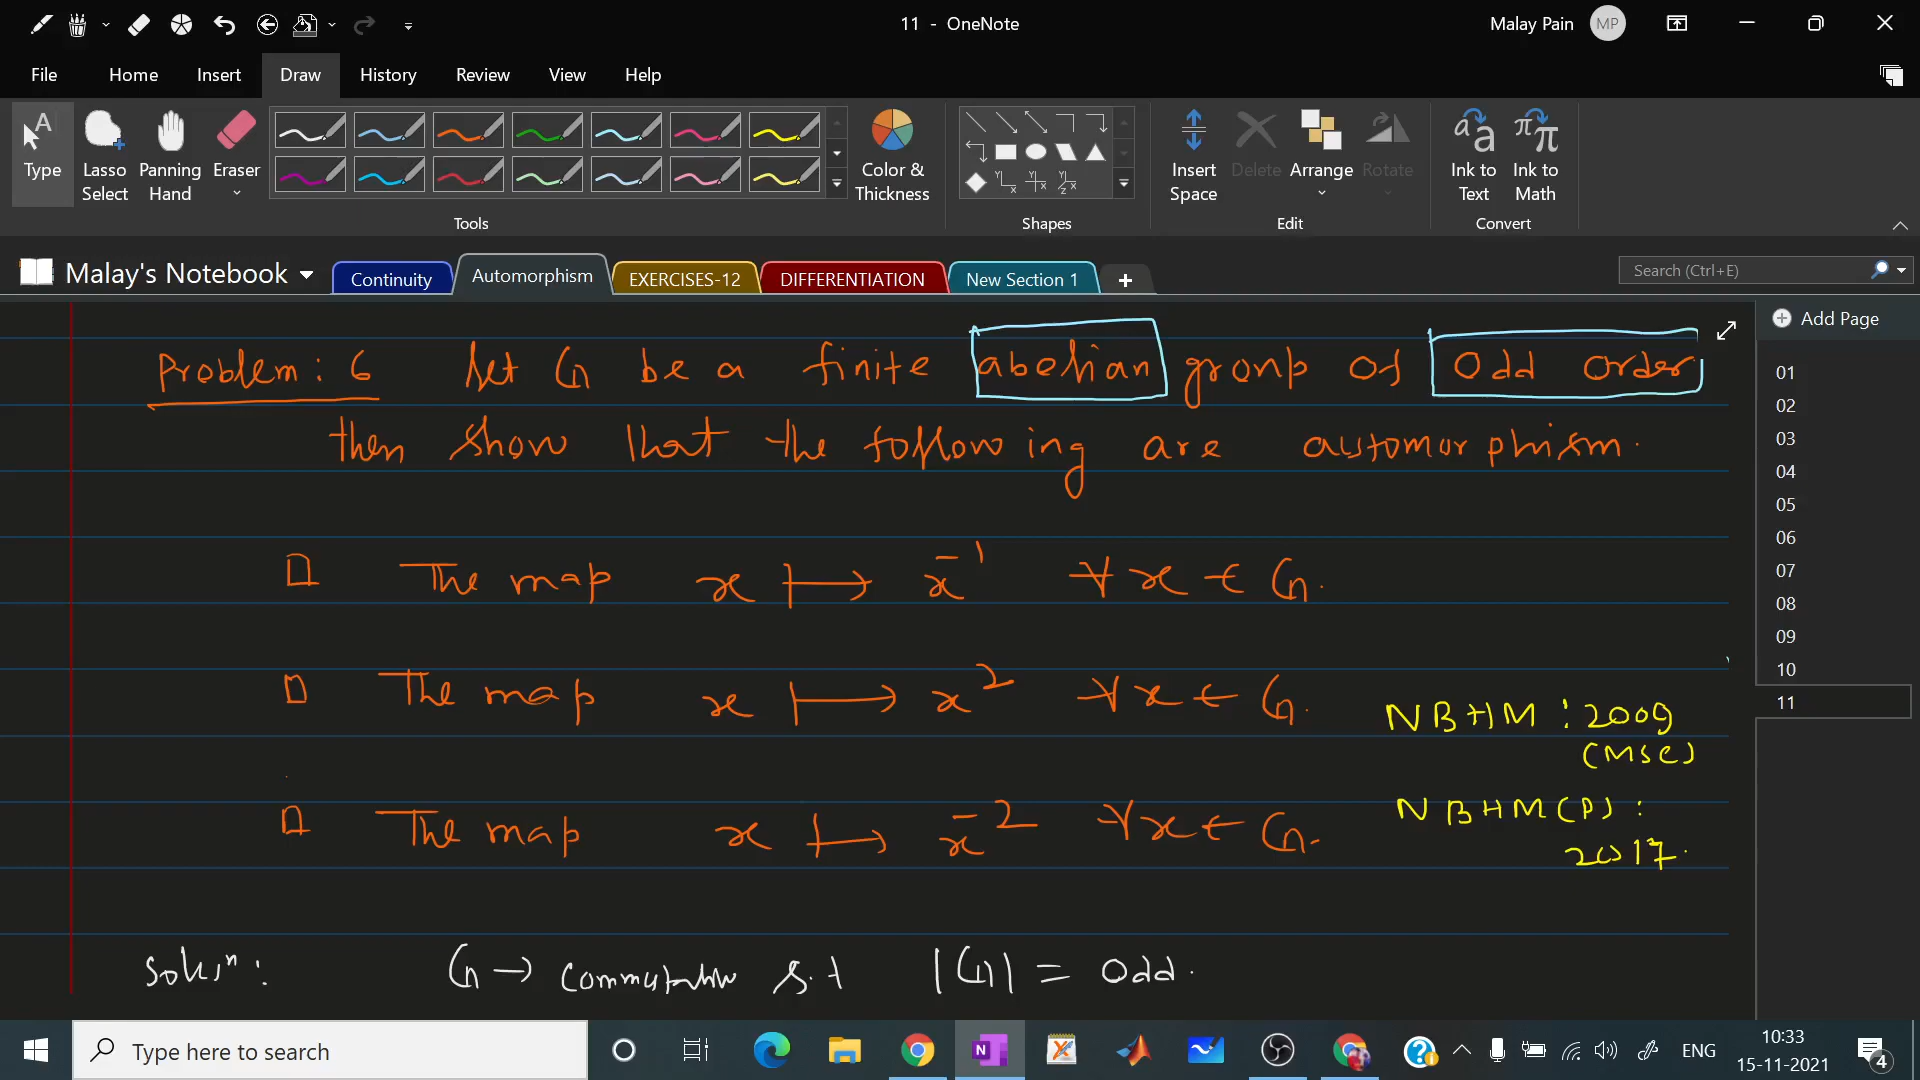 11 - OneNote
Malay Pain MP
File Home Insert Draw History Review View Help
Type
Lasso Select
Panning Hand
Eraser
Color & Thickness
Insert Space
Delete
Arrange
Rotate
Ink to Text
Ink to Math
Tools Shapes Edit Convert
Malay's Notebook Continuity Automorphism EXERCISES-12 DIFFERENTIATION New Section 1 + Search (Ctrl+E)
Add Page
01
02
03
04
05
06
07
08
09
10
11
Problem : 6 Let G be a finite abelian group of Odd Order
then show that the following are automorphism.
□ The map x ↦ x⁻¹ ∀x ∈ G.
□ The map x ↦ x² ∀x ∈ G.
NBHM : 2009
(MSC)
□ The map x ↦ x⁻² ∀x ∈ G.
NBHM(P) :
2017.
Solⁿ : G → Commutative s.t |G| = Odd.
Type here to search
ENG
10:33
15-11-2021
4